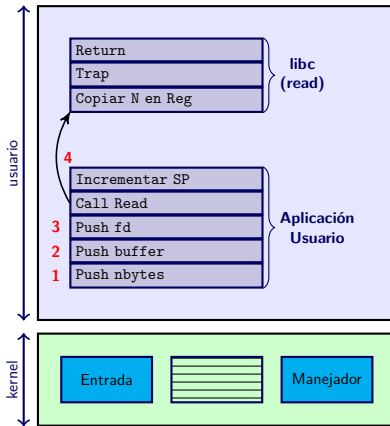 usuario
Return
Trap
Copiar N en Reg
libc
(read)
4
Incrementar SP
Call Read
3 Push fd
2 Push buffer
1 Push nbytes
Aplicación
Usuario
kernel
Entrada
Manejador